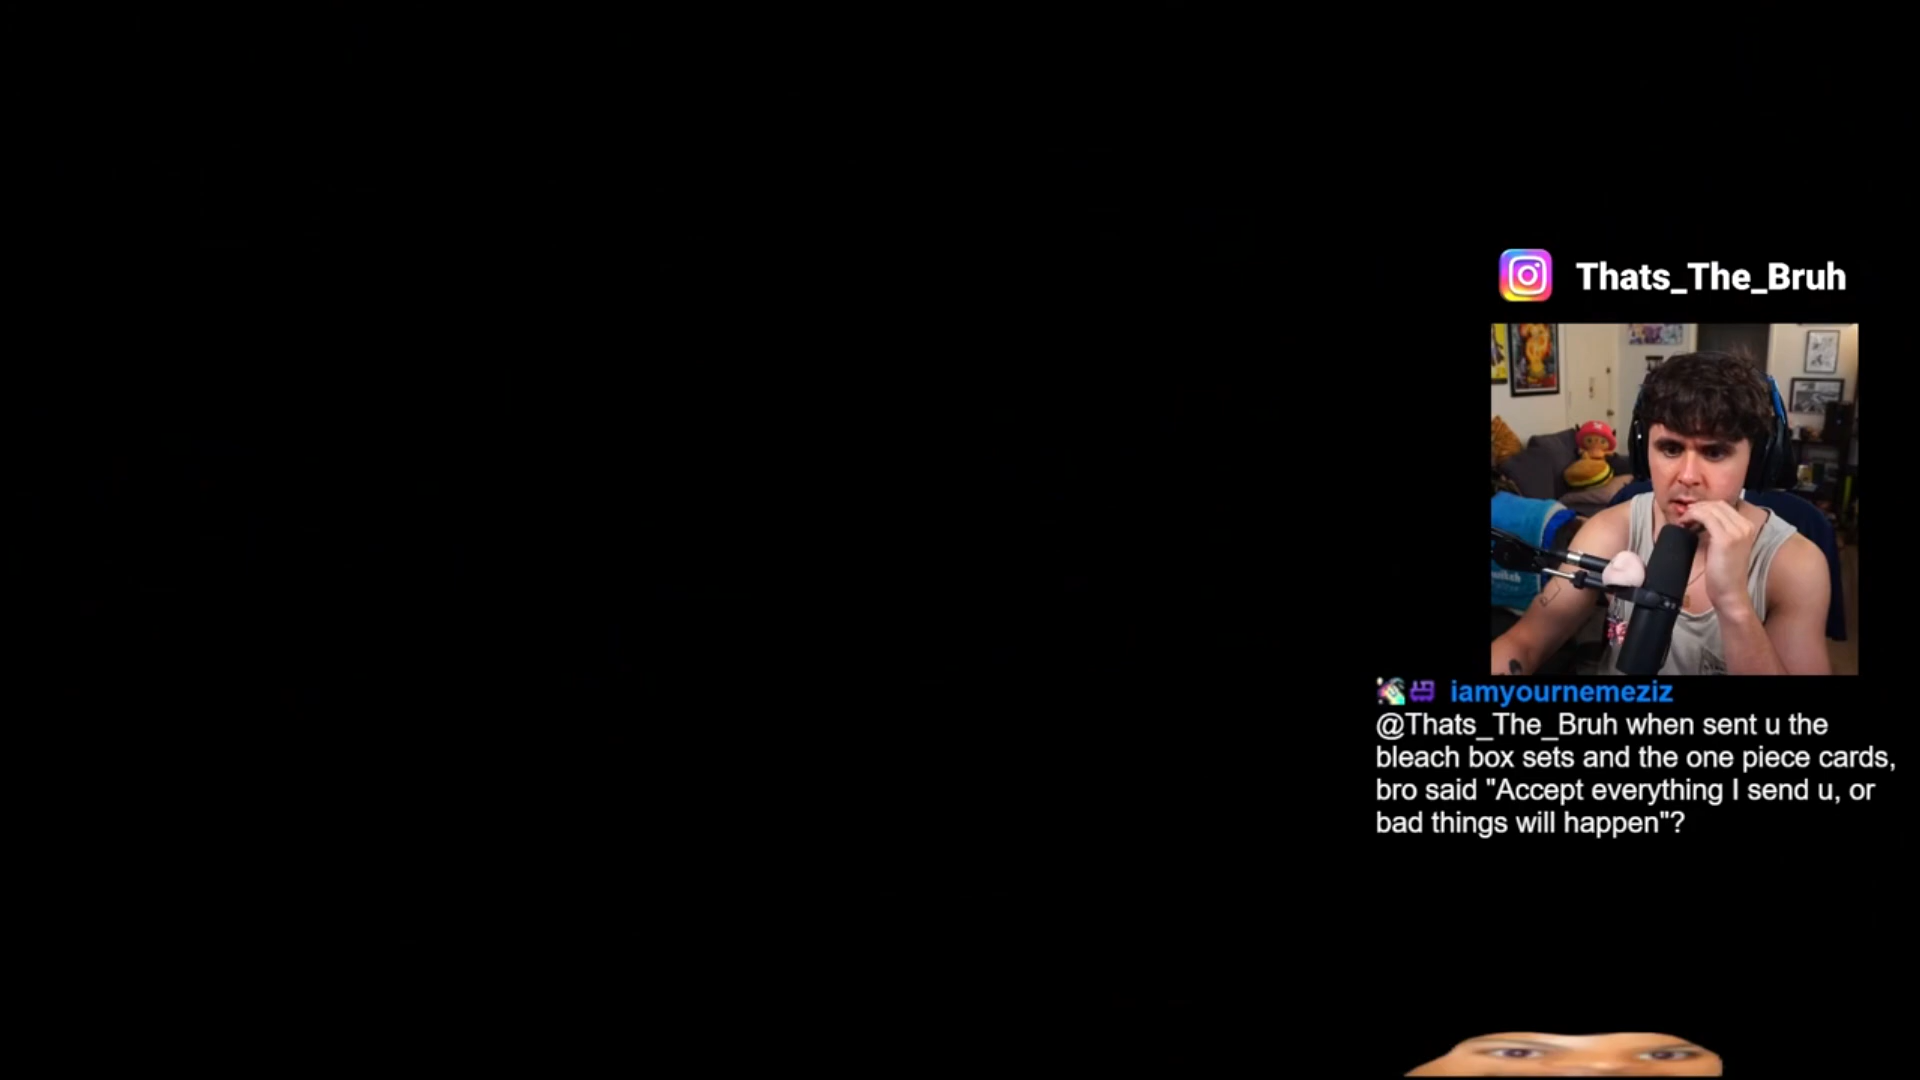 Thats_The_Bruh
iamyournemeziz
@Thats_The_Bruh when sent u the
bleach box sets and the one piece cards,
bro said "Accept everything I send u, or
bad things will happen"?